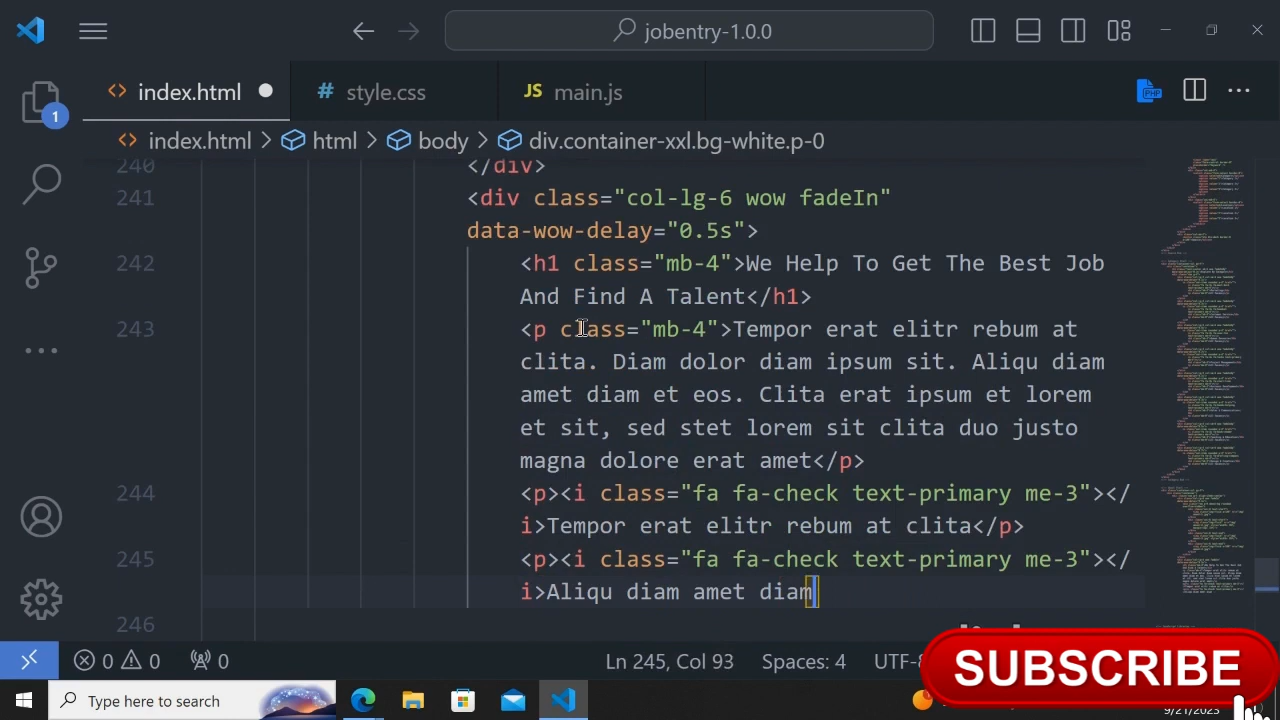 jobentry-1.0.0
index.html
style.css
JS main.js
index.html > html > body > div.container-xxl.bg-white.p-0
1
PHP
240 </div>
241 <div class="col-lg-6 wow fadeIn"
data-wow-delay="0.5s">
242 <h1 class="mb-4">We Help To Get The Best Job
And Find A Talent</h1>
243 <p class="mb-4">Tempor erat elitr rebum at
clita. Diam dolor diam ipsum sit. Aliqu diam
amet diam et eos. Clita erat ipsum et lorem
et sit, sed stet lorem sit clita duo justo
magna dolore erat amet</p>
244 <p><i class="fa fa-check text-primary me-3"></
i>Tempor erat elitr rebum at clita</p>
245 <p><i class="fa fa-check text-primary me-3"></
i>Aliqu diam amet diam
246
0 0 0
Ln 245, Col 93 Spaces: 4
SUBSCRIBE
Type here to search
9/21/2023